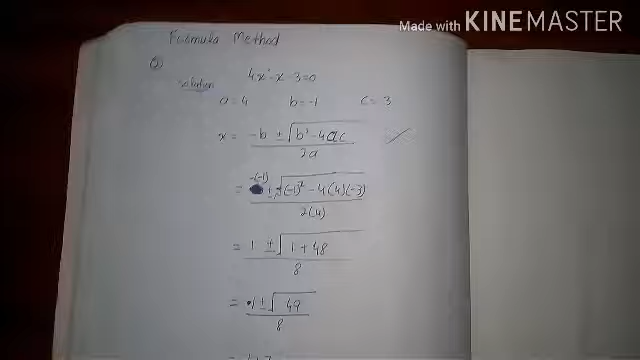 Made with KINEMASTER
Formula Method
solution
4x² - x - 3 = 0
a = 4 b = -1 c = 3
x = -b ± √b² - 4ac / 2a
= -(-1) ± √(-1)² - 4(4)(-3) / 2(4)
= 1 ± √1 + 48 / 8
= 1 ± √49 / 8